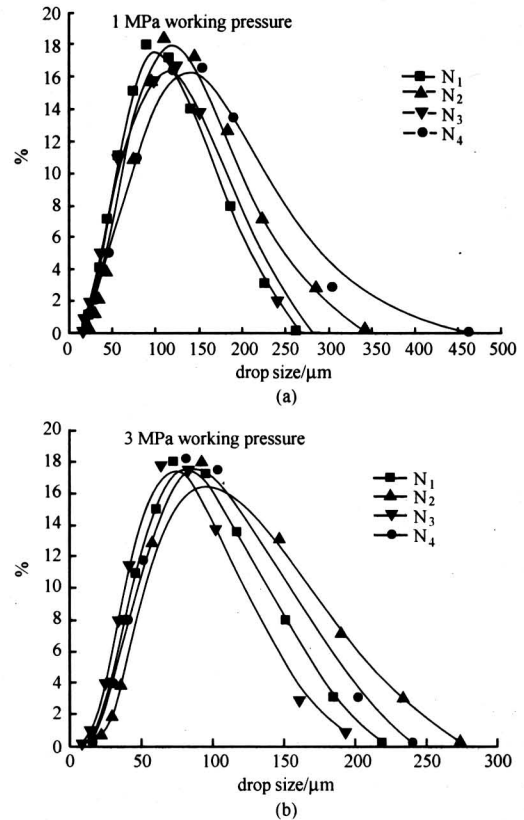 1 MPa working pressure
20
18
16
14
12
10
8
6
4
2
0
%
N₁
N₂
N₃
N₄
0 50 100 150 200 250 300 350 400 450 500
drop size/μm
(a)
3 MPa working pressure
20
18
16
14
12
10
8
6
4
2
0
%
N₁
N₂
N₃
N₄
0 50 100 150 200 250 300
drop size/μm
(b)